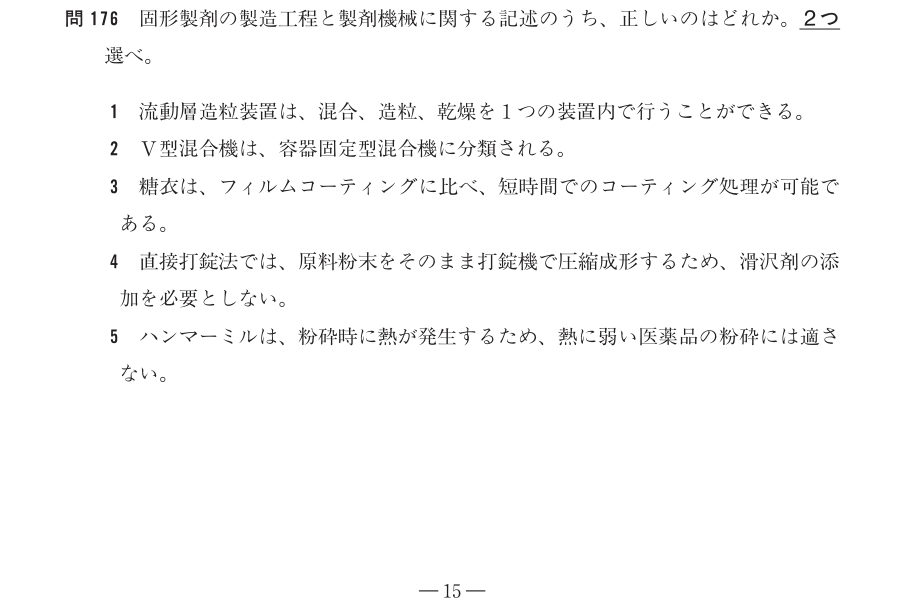 問 176　固形製剤の製造工程と製剤機械に関する記述のうち、正しいのはどれか。２つ
選べ。
1　流動層造粒装置は、混合、造粒、乾燥を１つの装置内で行うことができる。
2　Ｖ型混合機は、容器固定型混合機に分類される。
3　糖衣は、フィルムコーティングに比べ、短時間でのコーティング処理が可能で
ある。
4　直接打錠法では、原料粉末をそのまま打錠機で圧縮成形するため、滑沢剤の添
加を必要としない。
5　ハンマーミルは、粉砕時に熱が発生するため、熱に弱い医薬品の粉砕には適さ
ない。
― 15 ―